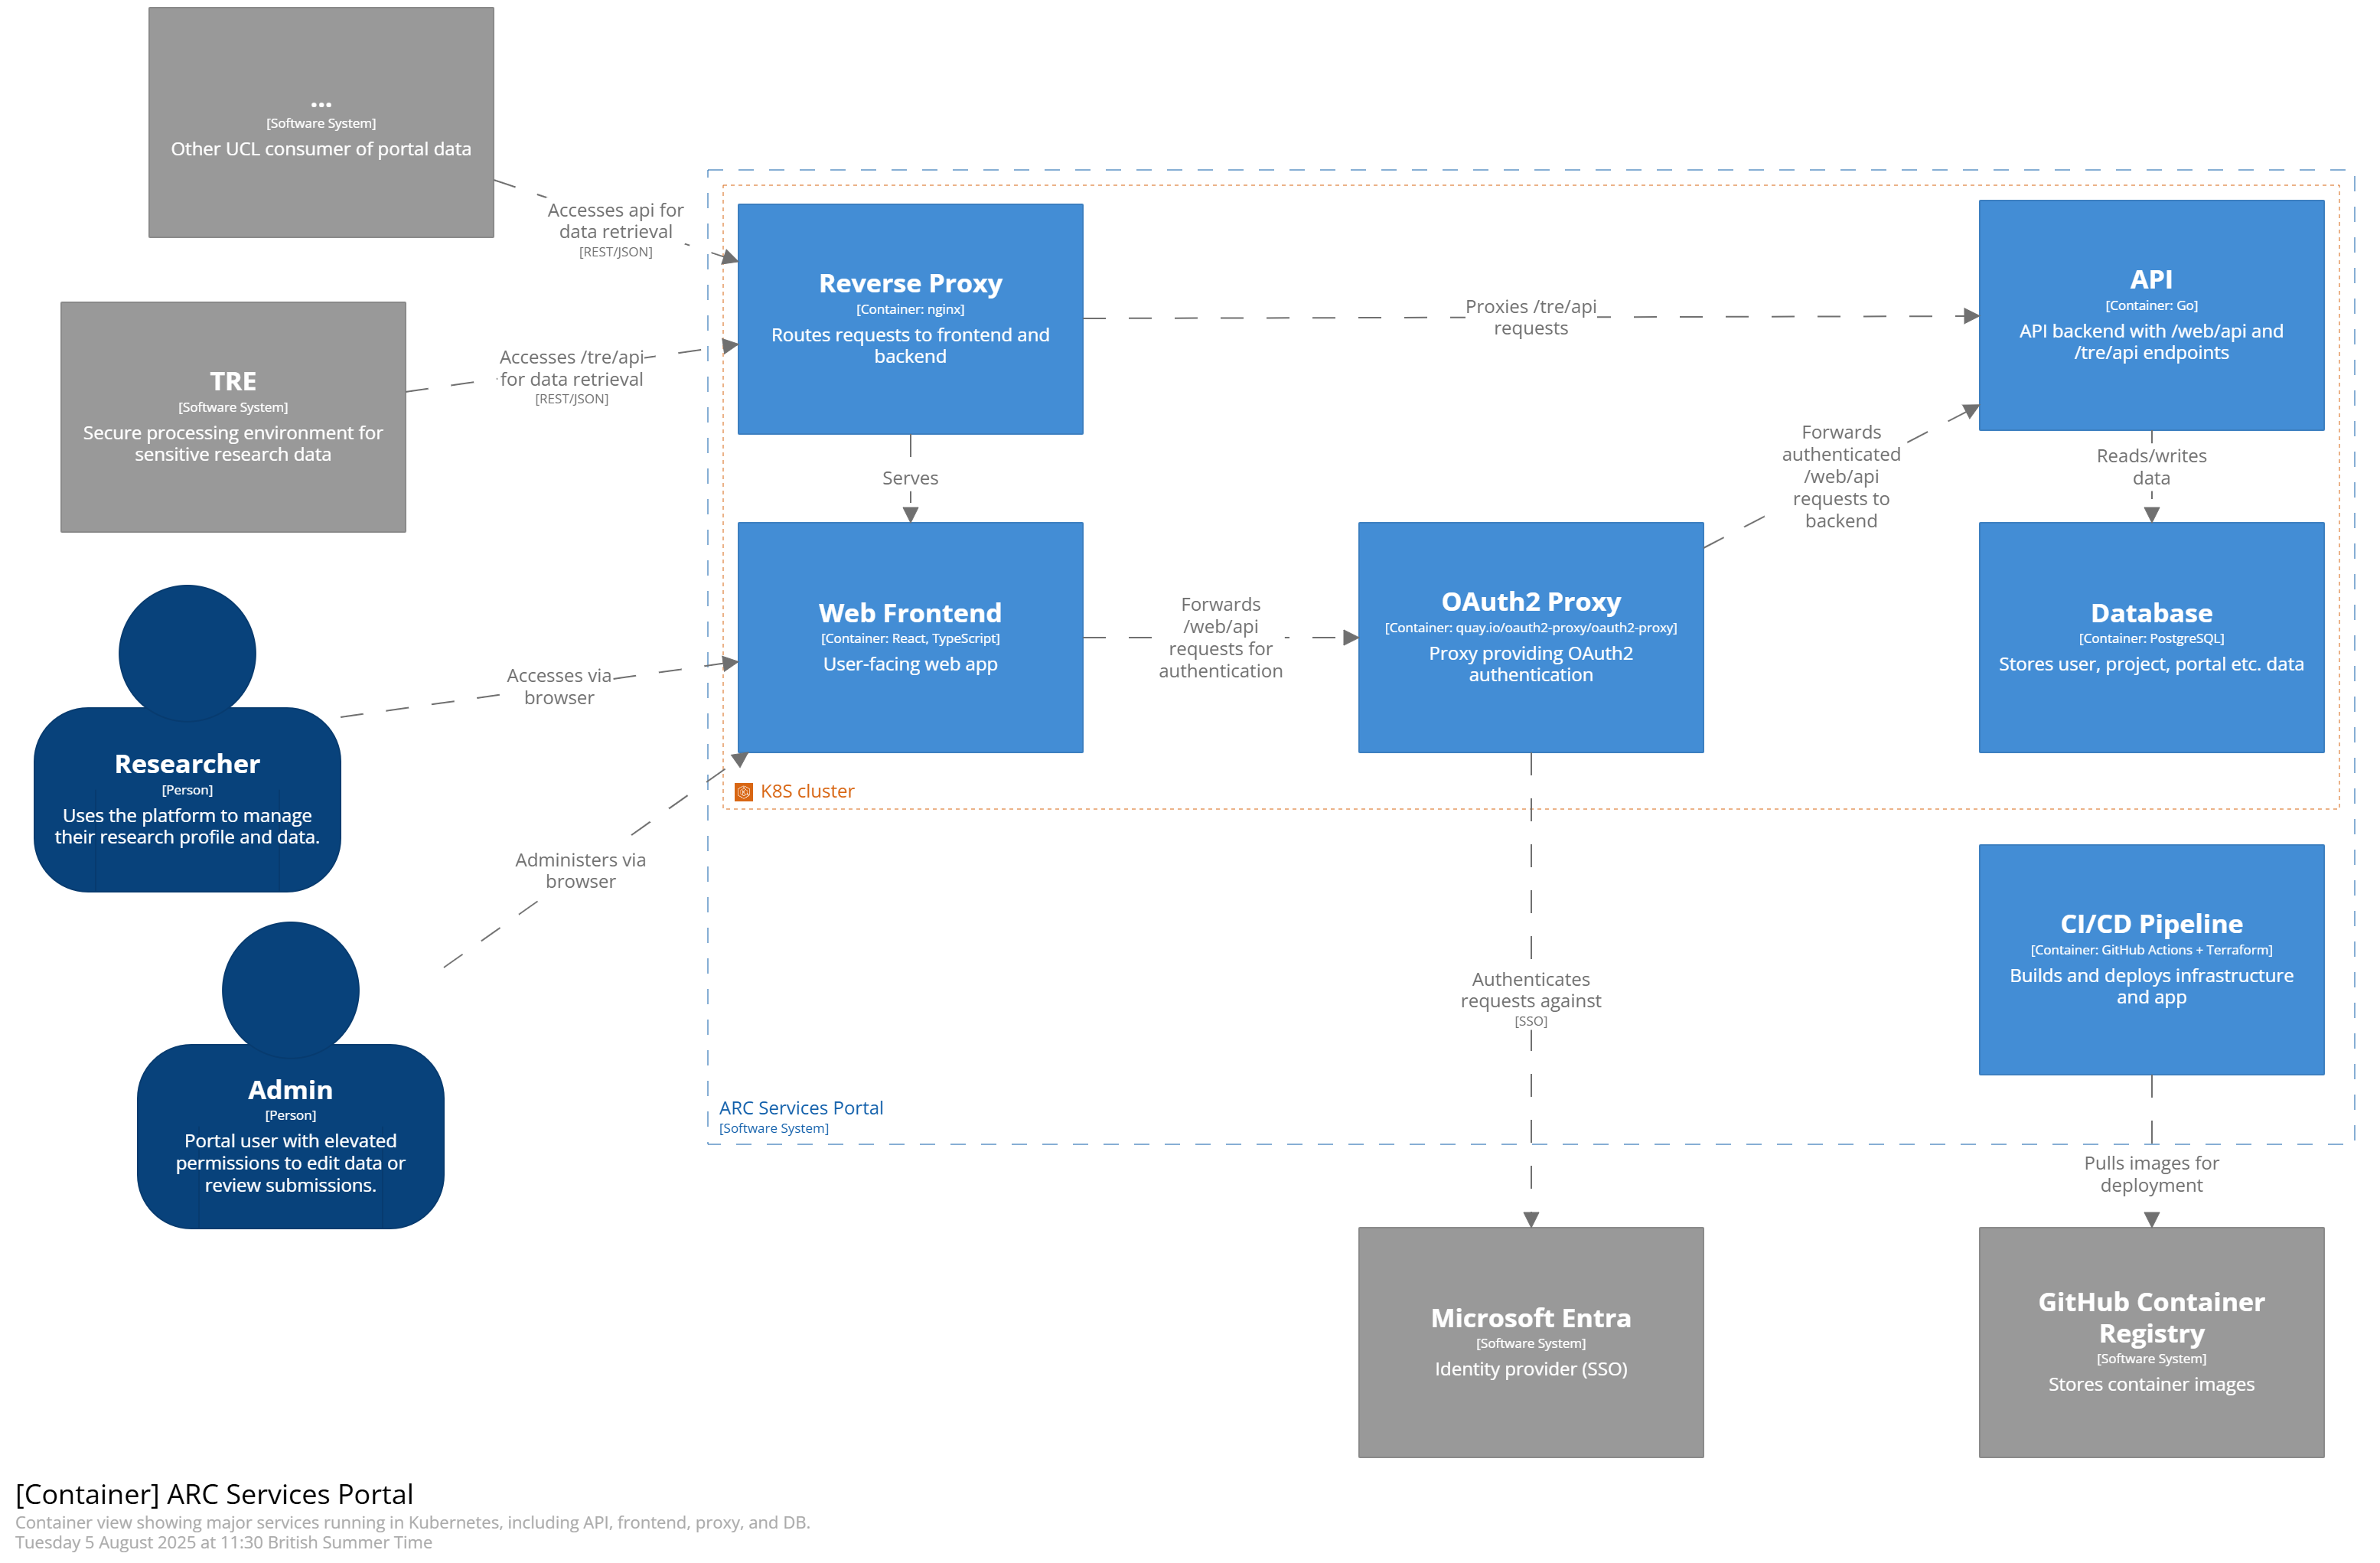 ...
[Software System]
Other UCL consumer of portal data
Accesses api for
data retrieval
[REST/JSON]
Reverse Proxy
[Container: nginx]
Routes requests to frontend and
backend
Proxies /tre/api
requests
API
[Container: Go]
API backend with /web/api and
/tre/api endpoints
TRE
[Software System]
Secure processing environment for
sensitive research data
Accesses /tre/api
for data retrieval
[REST/JSON]
Serves
Forwards
authenticated
/web/api
requests to
backend
Reads/writes
data
Web Frontend
[Container: React, TypeScript]
User-facing web app
Forwards
/web/api
requests for
authentication
OAuth2 Proxy
[Container: quay.io/oauth2-proxy/oauth2-proxy]
Proxy providing OAuth2
authentication
Database
[Container: PostgreSQL]
Stores user, project, portal etc. data
Accesses via
browser
Researcher
[Person]
Uses the platform to manage
their research profile and data.
K8S cluster
Administers via
browser
Admin
[Person]
Portal user with elevated
permissions to edit data or
review submissions.
CI/CD Pipeline
[Container: GitHub Actions + Terraform]
Builds and deploys infrastructure
and app
Authenticates
requests against
[SSO]
ARC Services Portal
[Software System]
Pulls images for
deployment
Microsoft Entra
[Software System]
Identity provider (SSO)
GitHub Container
Registry
[Software System]
Stores container images
[Container] ARC Services Portal
Container view showing major services running in Kubernetes, including API, frontend, proxy, and DB.
Tuesday 5 August 2025 at 11:30 British Summer Time